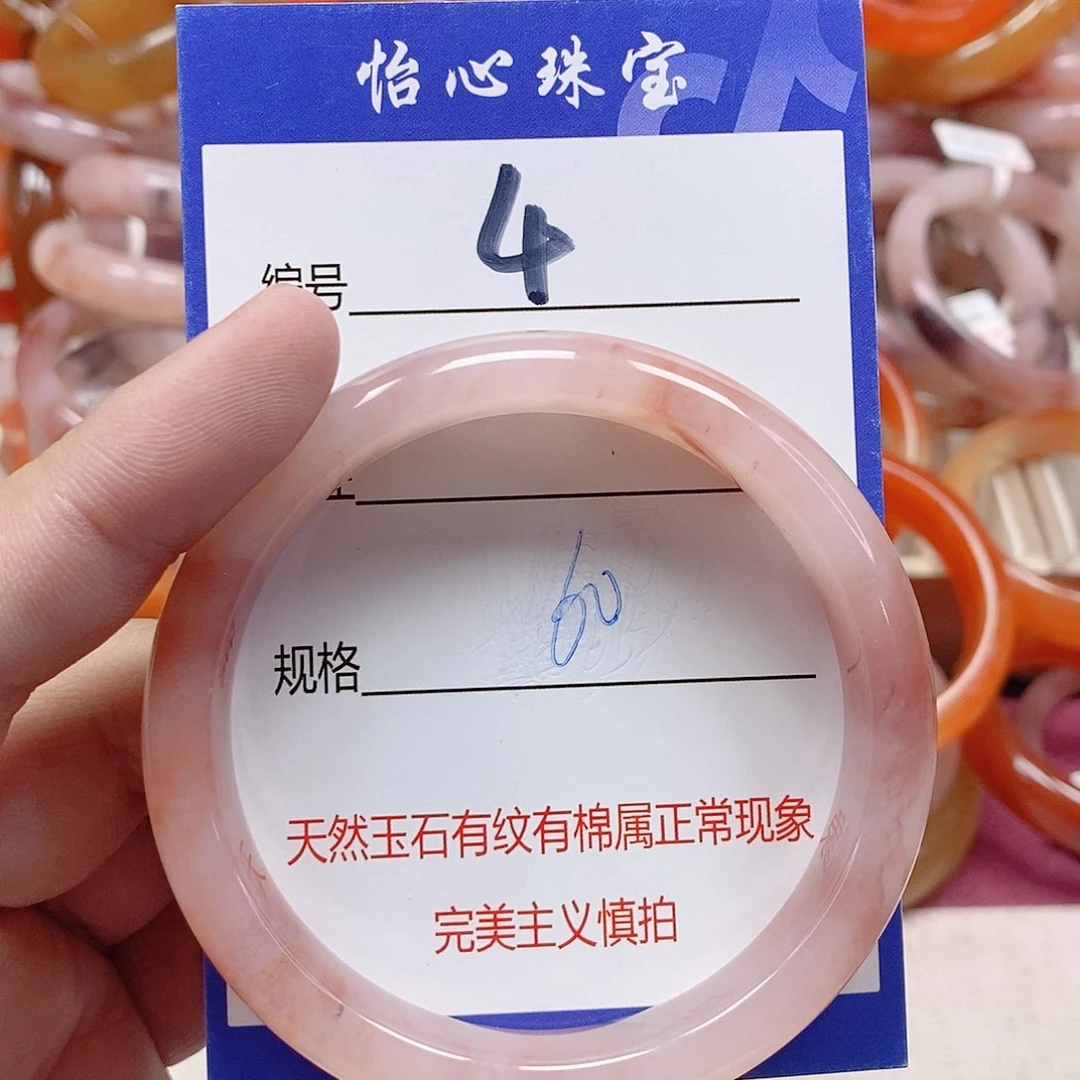 怡心珠宝
编号 4
规格 60
天然玉石有纹有棉属正常现象
完美主义慎拍